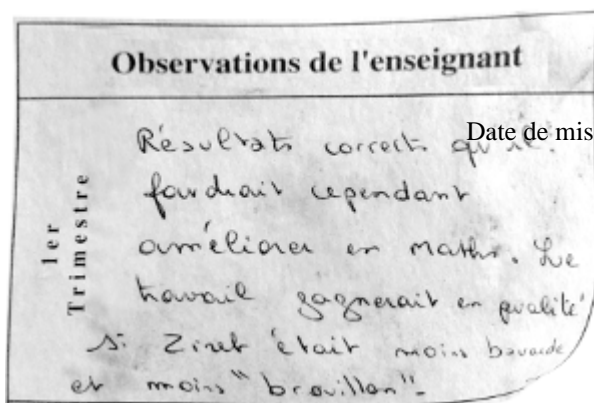 Observations de l'enseignant
1er
Trimestre
Résultats corrects qu'il
Date de mis
faudrait cependant
améliorer en maths. Le
travail gagnerait en qualité
si Ziret était moins bavarde
et moins "brouillon".